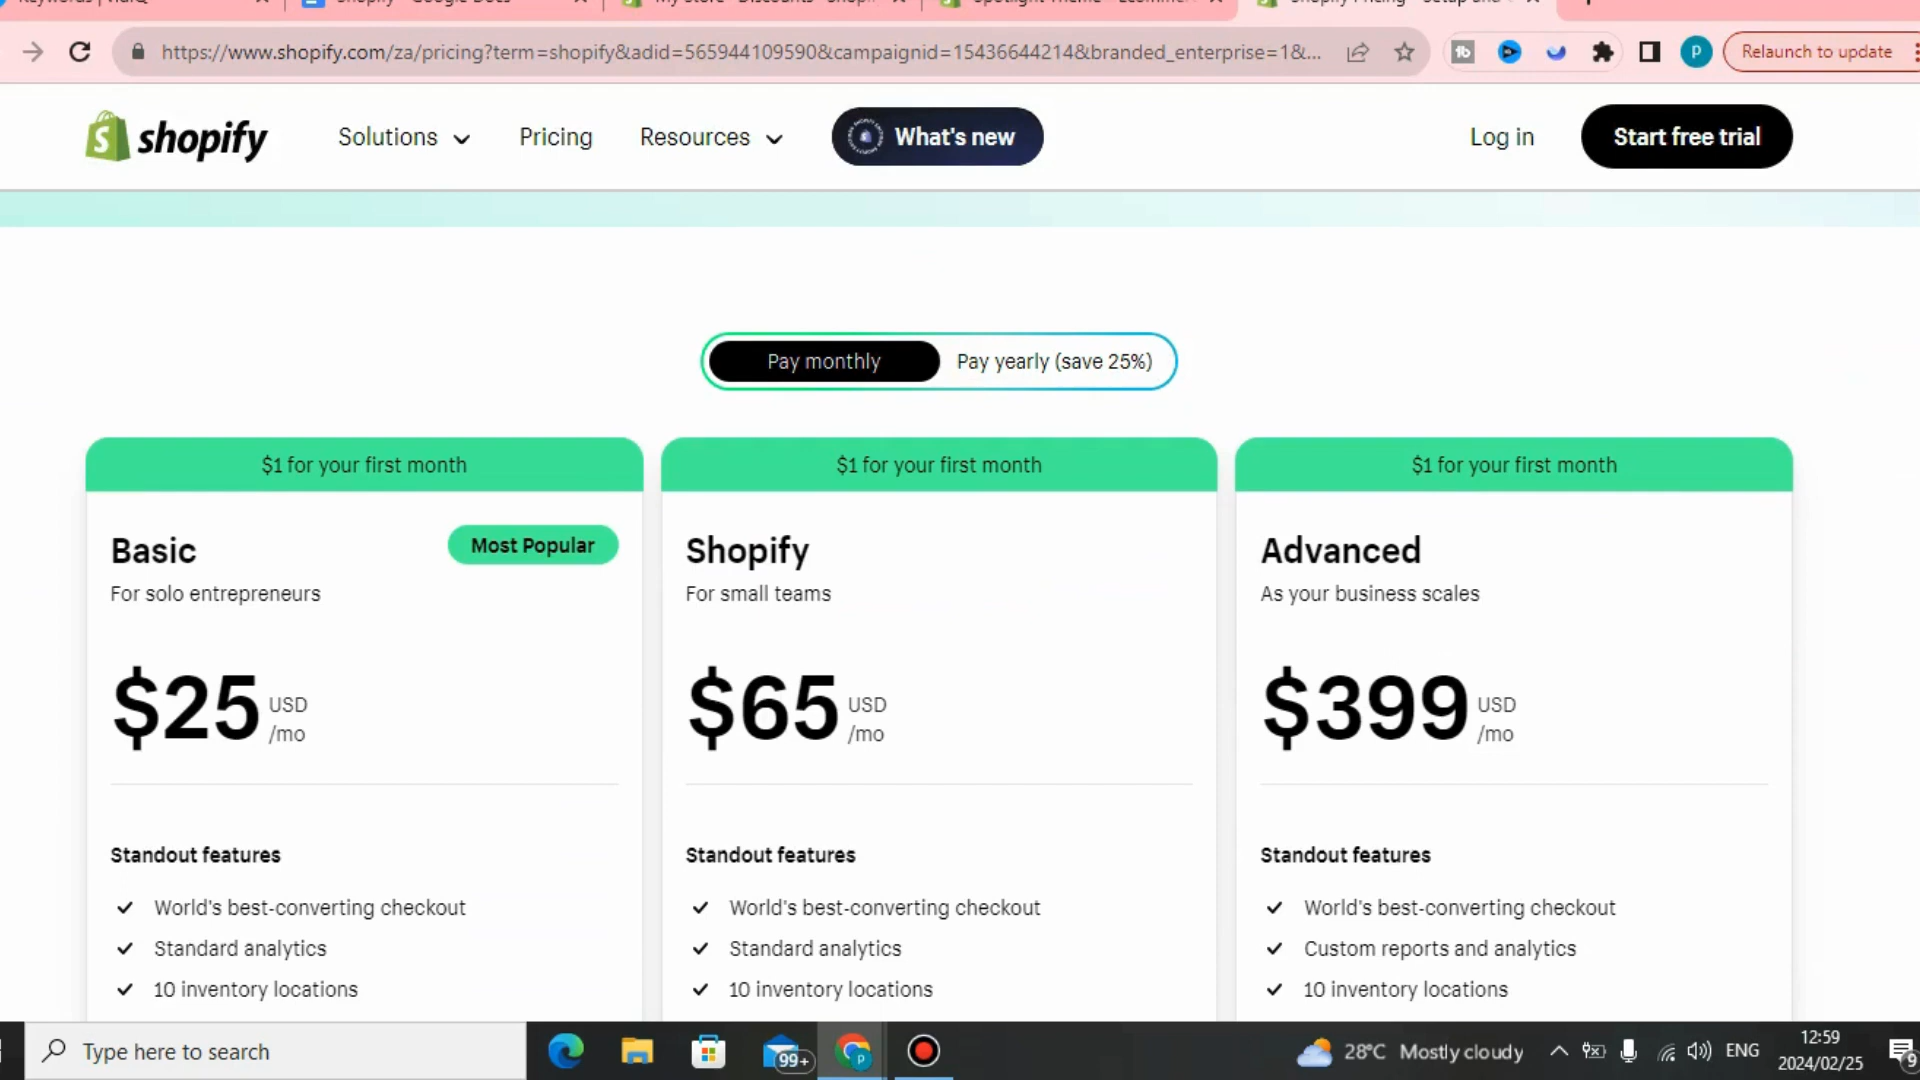 https://www.shopify.com/za/pricing?term=shopify&adid=565944109590&campaignid=15436644214&branded_enterprise=1&...
Relaunch to update
shopify
Solutions
Pricing
Resources
What's new
Log in
Start free trial
Pay monthly
Pay yearly (save 25%)
$1 for your first month
$1 for your first month
$1 for your first month
Basic
Most Popular
For solo entrepreneurs
$25 USD
/mo
Standout features
World's best-converting checkout
Standard analytics
10 inventory locations
Shopify
For small teams
$65 USD
/mo
Standout features
World's best-converting checkout
Standard analytics
10 inventory locations
Advanced
As your business scales
$399 USD
/mo
Standout features
World's best-converting checkout
Custom reports and analytics
10 inventory locations
Type here to search
99+
28°C Mostly cloudy
ENG
12:59
2024/02/25
9